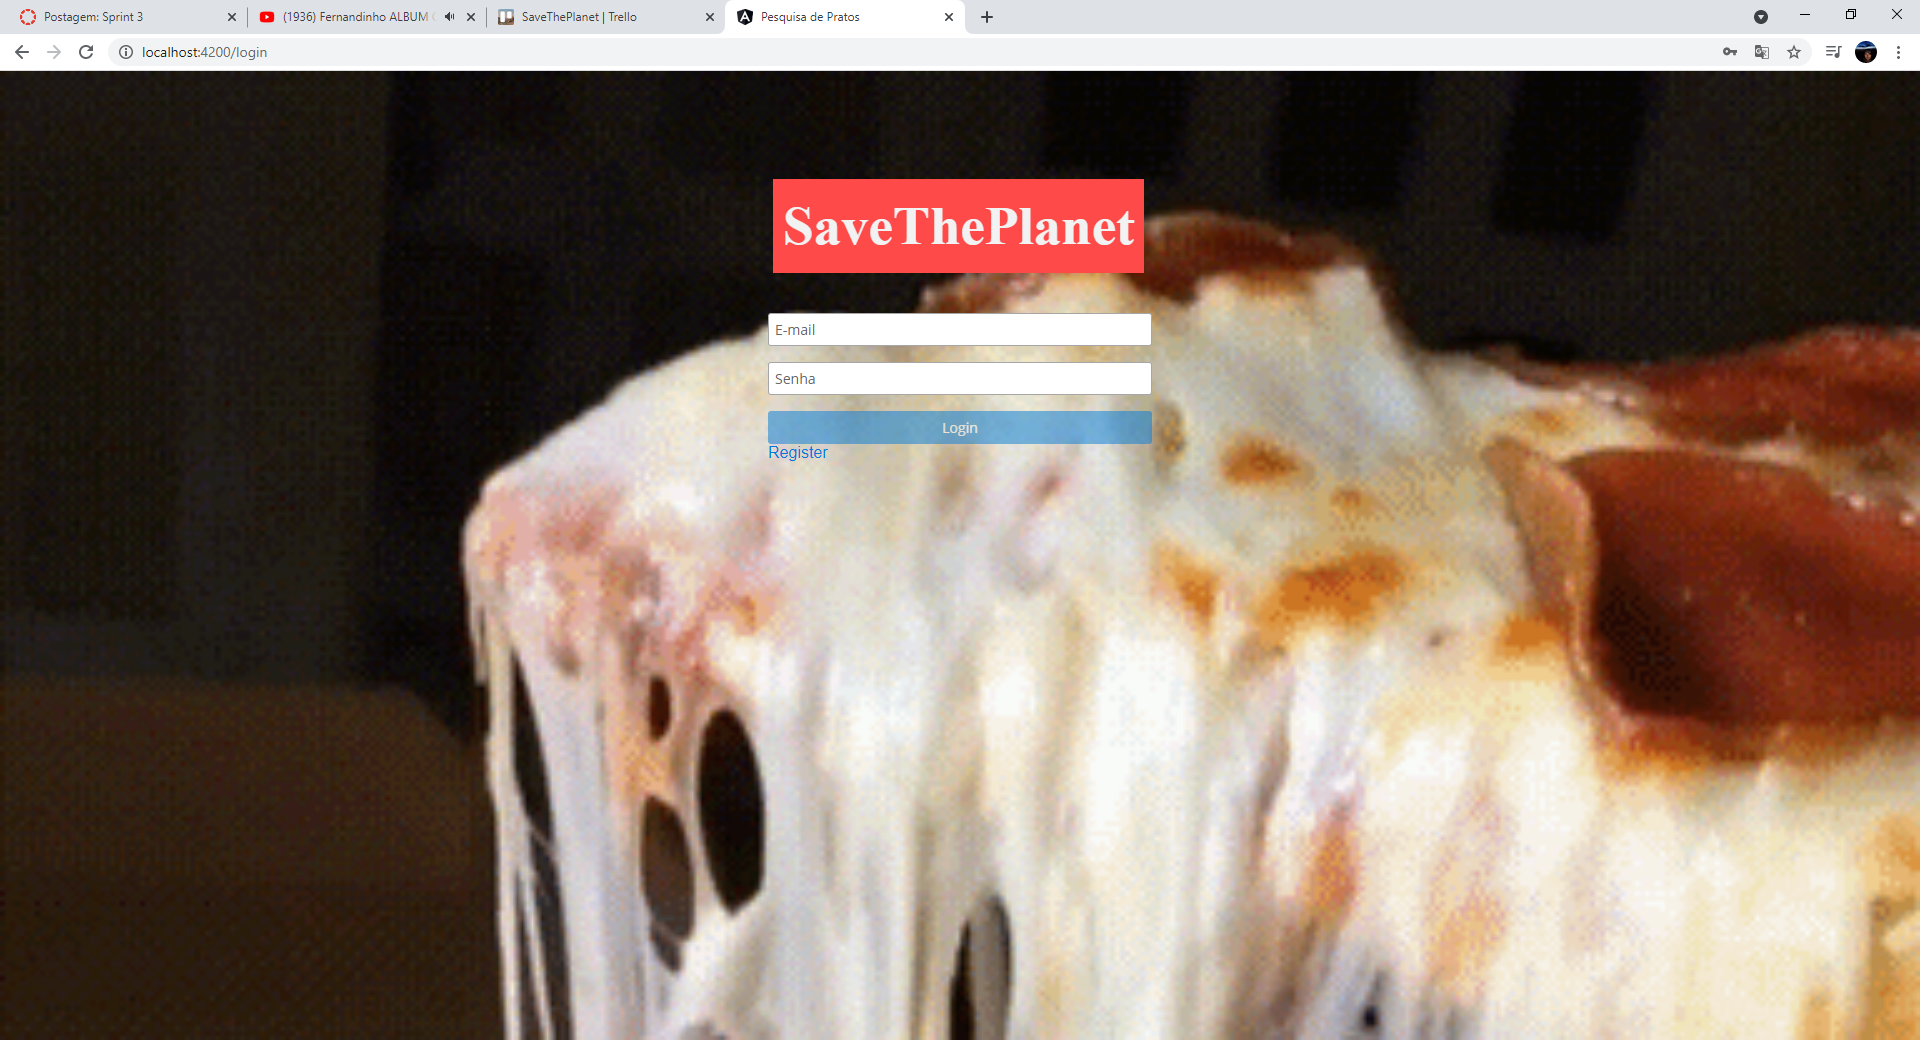 Postagem: Sprint 3
(1936) Fernandinho ALBUM
SaveThePlanet | Trello
Pesquisa de Pratos
localhost:4200/login
SaveThePlanet
E-mail
Senha
Login
Register